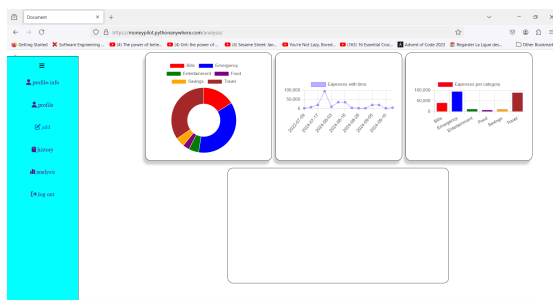 Document
https://moneypilot.pythonanywhere.com/analysis/
Getting Started
Software Engineering ...
(4) The power of belie...
(4) Grit: the power of ...
(4) Sesame Street: Jan...
You're Not Lazy, Bored...
(163) 16 Essential Croc...
Advent of Code 2023
Regarder La Ligue des...
Other Bookmarks
profile-info
profile
add
history
analysis
log out
Bills
Emergency
Entertainment
Food
Savings
Travel
Expenses with time
100,000
50,000
0
Expenses per category
100,000
50,000
0
Bills
Emergency
Entertainment
Food
Savings
Travel